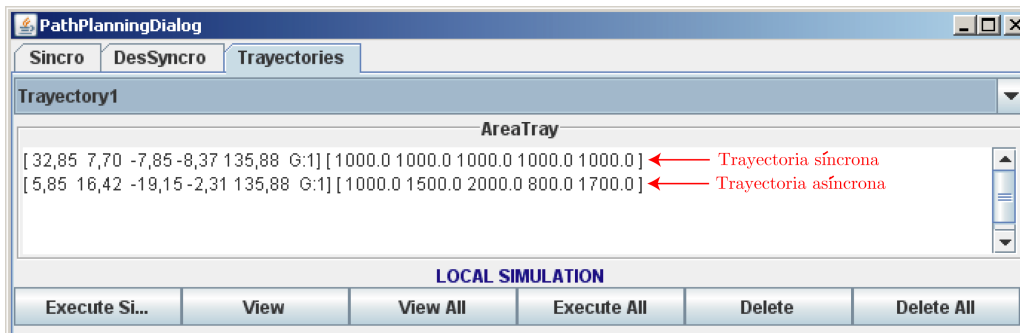 PathPlanningDialog
Sincro DesSyncro Trayectories
Trayectory1
AreaTray
[ 32,85 7,70 -7,85 -8,37 135,88 G:1] [ 1000.0 1000.0 1000.0 1000.0 1000.0 ] Trayectoria síncrona
[ 5,85 16,42 -19,15 -2,31 135,88 G:1] [ 1000.0 1500.0 2000.0 800.0 1700.0 ] Trayectoria asíncrona
LOCAL SIMULATION
Execute Si... View View All Execute All Delete Delete All